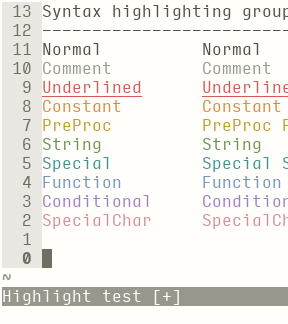 13 Syntax highlighting group
12 -------------------------
11 Normal Normal
10 Comment Comment
9 Underlined Underline
8 Constant Constant
7 PreProc PreProc P
6 String String
5 Special Special S
4 Function Function
3 Conditional Condition
2 SpecialChar SpecialCh
1
0
~
Highlight test [+]